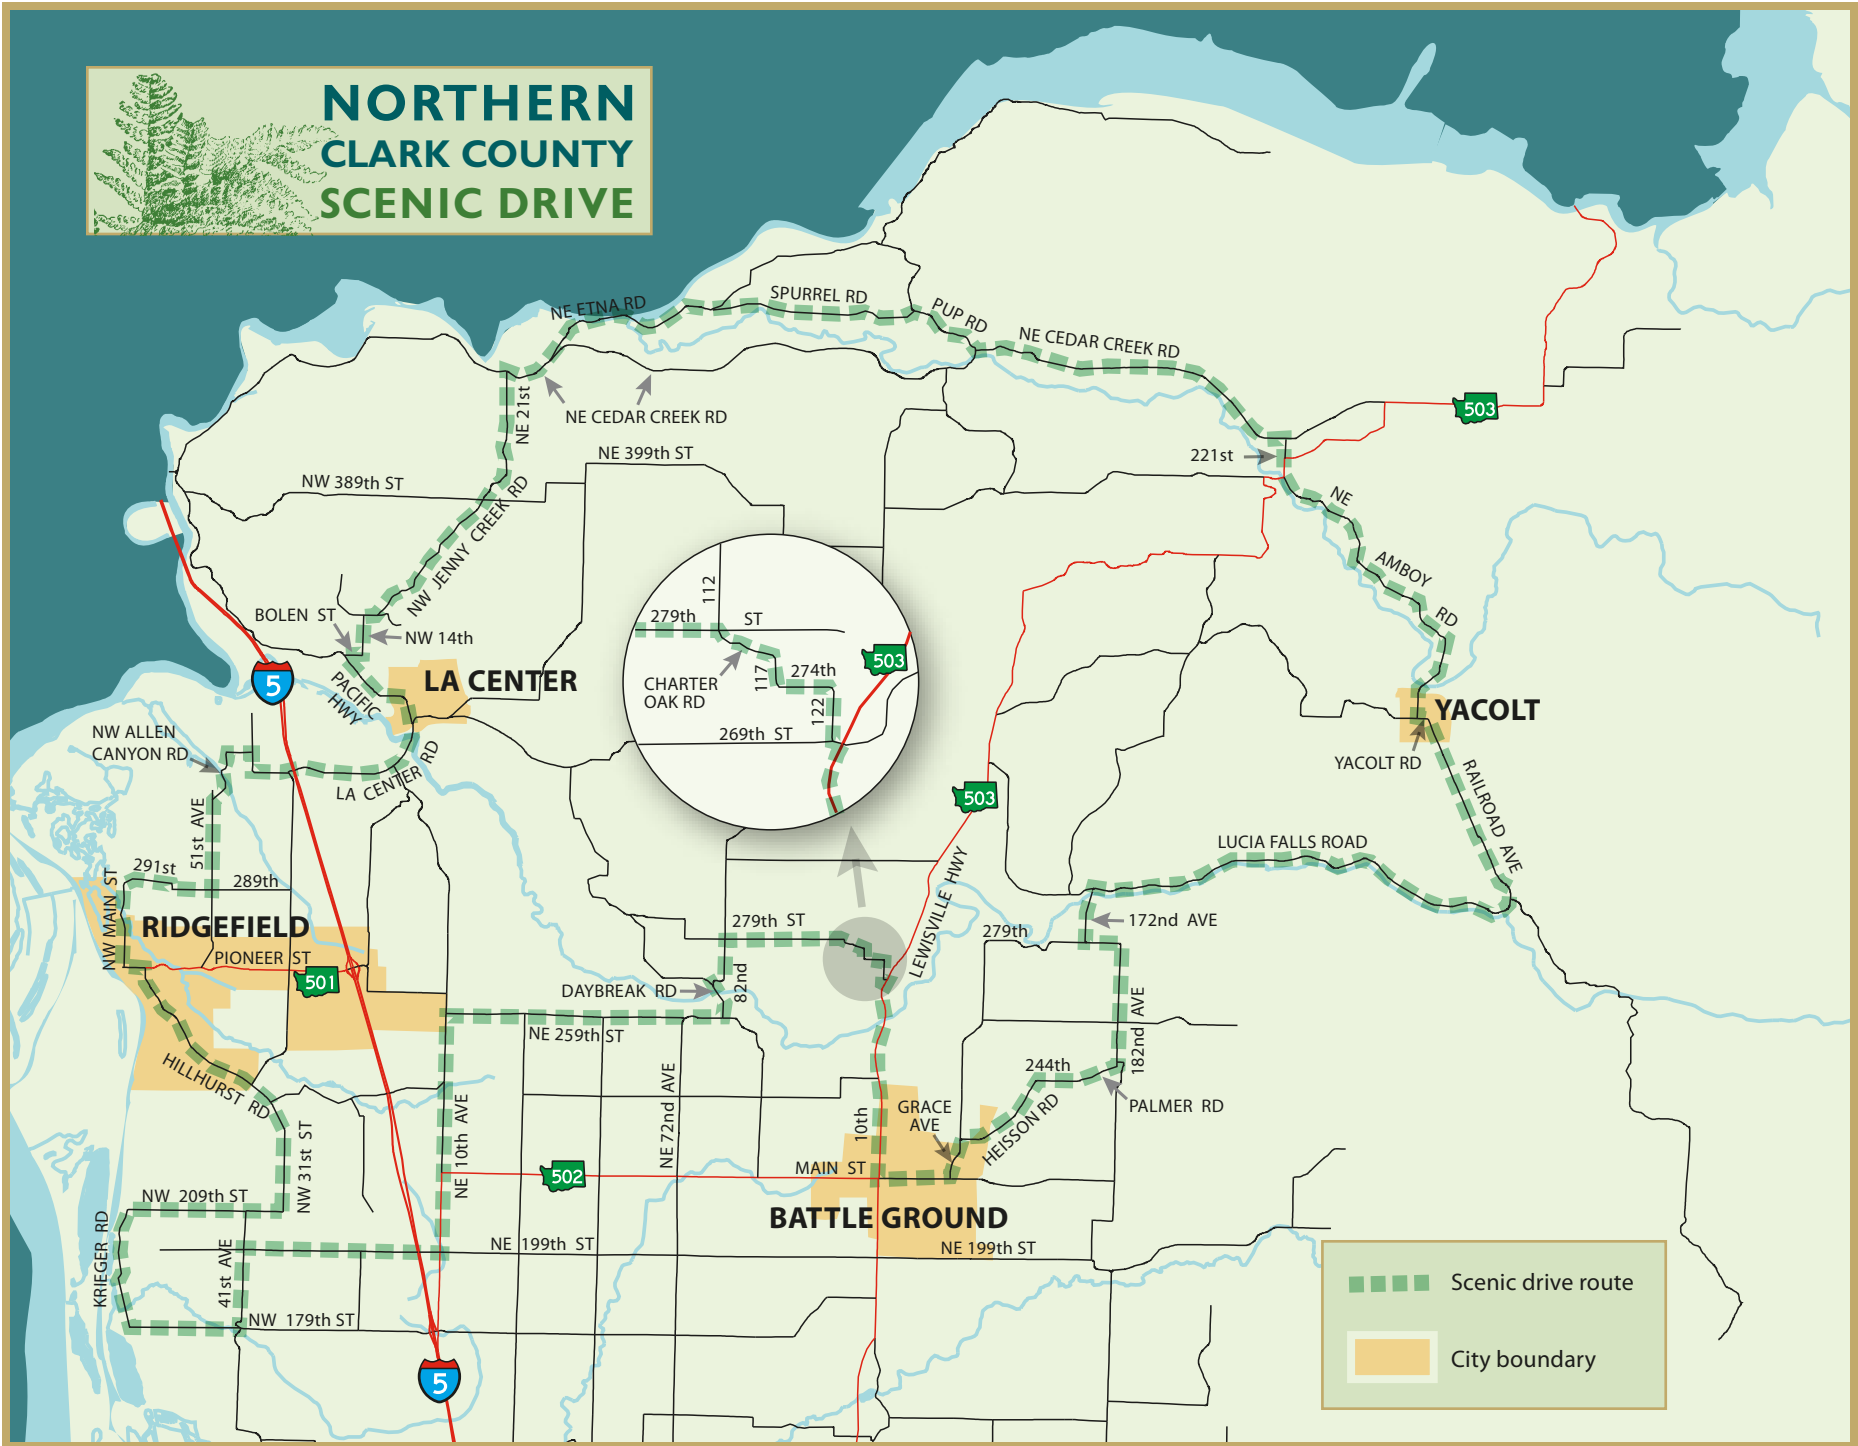 NORTHERN
CLARK COUNTY
SCENIC DRIVE
NE ETNA RD
SPURREL RD
PUP RD
NE CEDAR CREEK RD
NE 21st
NE CEDAR CREEK RD
503
221st
NE 399th ST
NW 389th ST
NW JENNY CREEK RD
NE
AMBOY
RD
BOLEN ST
NW 14th
5
LA CENTER
PACIFIC
HWY
112
279th ST
503
CHARTER
OAK RD
117
274th
122
269th ST
YACOLT
YACOLT RD
NW ALLEN
CANYON RD
LA CENTER RD
503
RAILROAD AVE
51st AVE
LUCIA FALLS ROAD
291st
289th
NW MAIN ST
RIDGEFIELD
PIONEER ST
501
279th ST
LEWISVILLE HWY
279th
172nd AVE
DAYBREAK RD
82nd
NE 259th ST
182nd AVE
HILLHURST RD
NE 72nd AVE
244th
PALMER RD
GRACE
AVE
10th
HEISSON RD
NE 10th AVE
NW 31st ST
502
MAIN ST
NW 209th ST
BATTLE GROUND
KRIEGER RD
41st AVE
NE 199th ST
NE 199th ST
NW 179th ST
5
Scenic drive route
City boundary